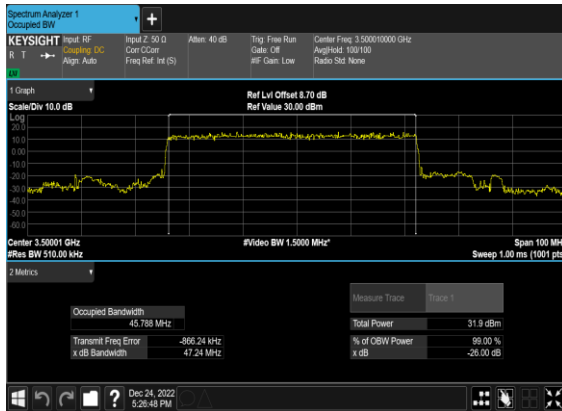 Spectrum Analyzer 1
Occupied BW
+
KEYSIGHT
R T
LW
Input: RF
Coupling: DC
Align: Auto
Input Z: 50 Ω
Corr CCorr
Freq Ref: Int (S)
Atten: 40 dB
Trig: Free Run
Gate: Off
#IF Gain: Low
Center Freq: 3.500010000 GHz
Avg|Hold: 100/100
Radio Std: None
1 Graph
Scale/Div 10.0 dB
Ref Lvl Offset 8.70 dB
Ref Value 30.00 dBm
Log
20.0
10.0
0.00
-10.0
-20.0
-30.0
-40.0
-50.0
-60.0
Center 3.50001 GHz
#Res BW 510.00 kHz
#Video BW 1.5000 MHz*
Span 100 MH
Sweep 1.00 ms (1001 pts
2 Metrics
Occupied Bandwidth
45.788 MHz
Transmit Freq Error -866.24 kHz
x dB Bandwidth 47.24 MHz
Measure Trace Trace 1
Total Power 31.9 dBm
% of OBW Power 99.00 %
x dB -26.00 dB
?
Dec 24, 2022
5:26:48 PM